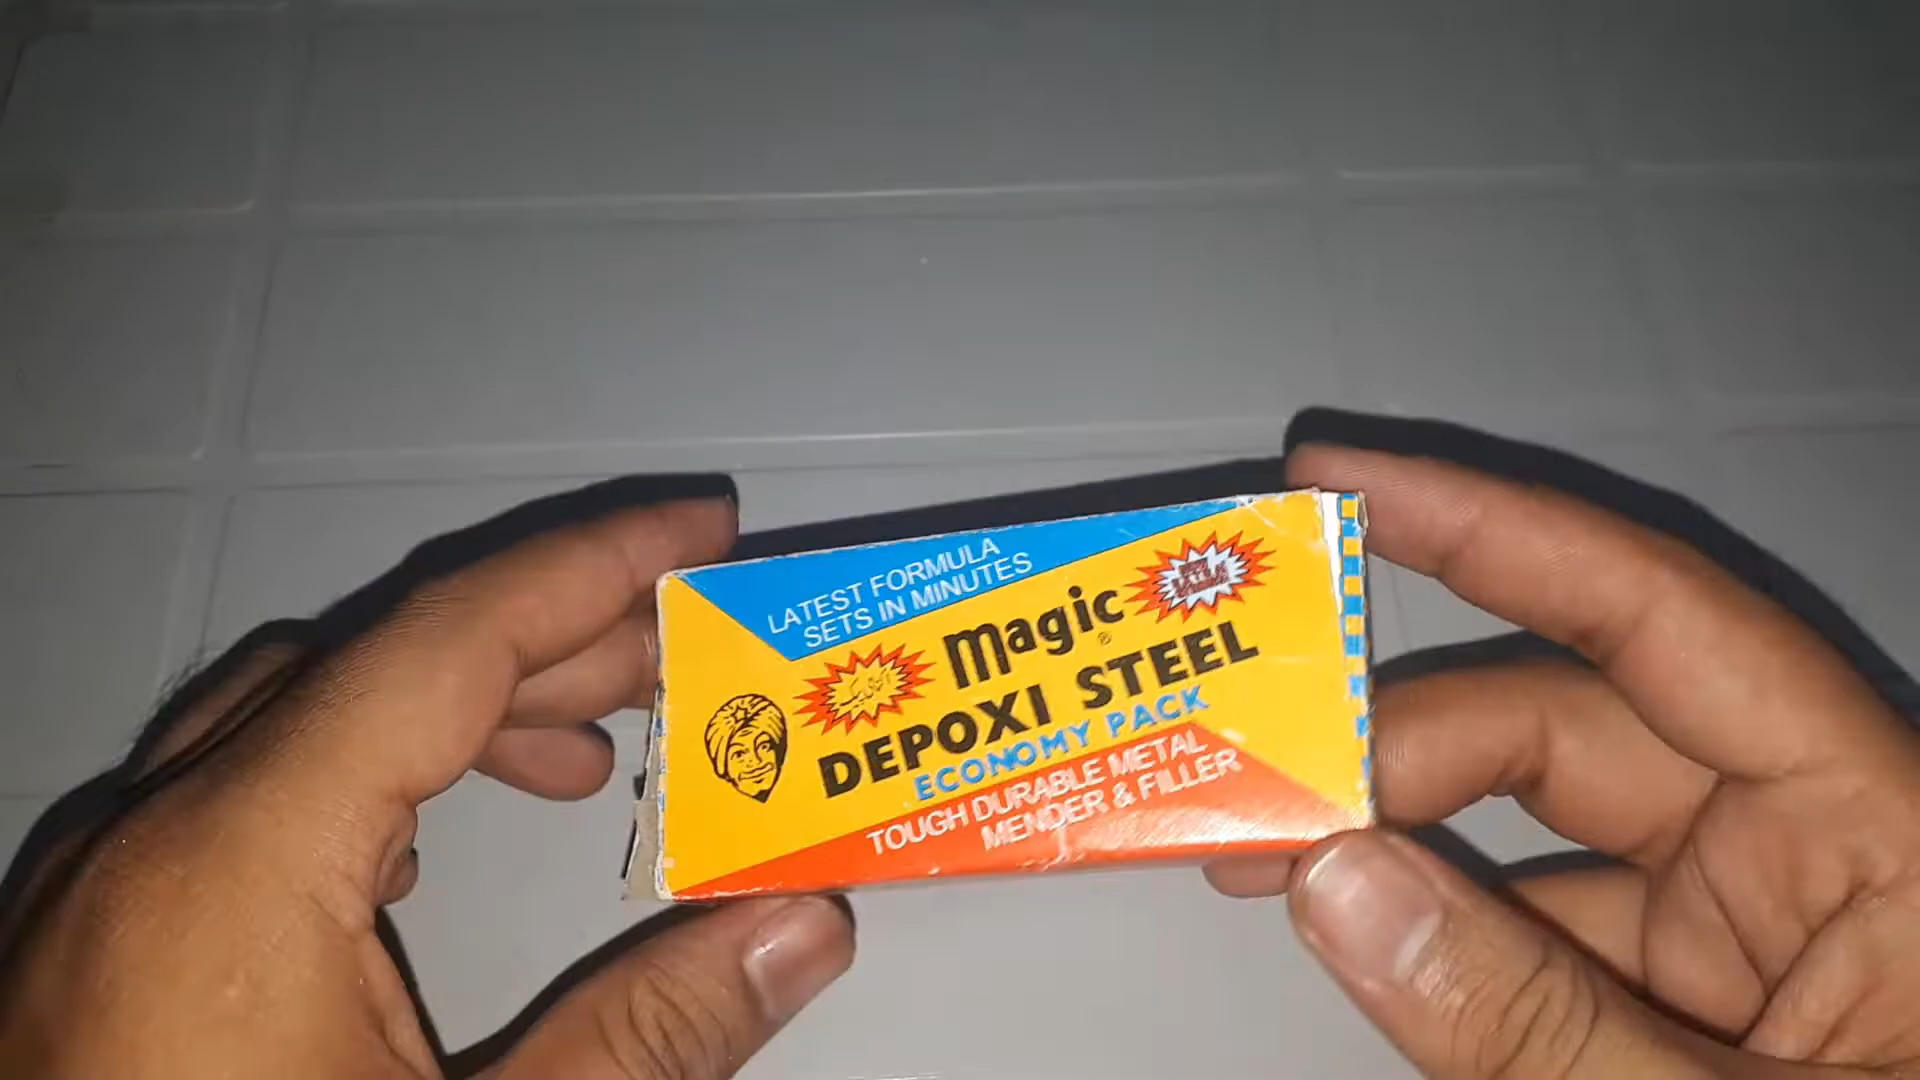 LATEST FORMULA
SETS IN MINUTES
Magic®
DEPOXI STEEL
ECONOMY PACK
TOUGH DURABLE METAL
MENDER & FILLER